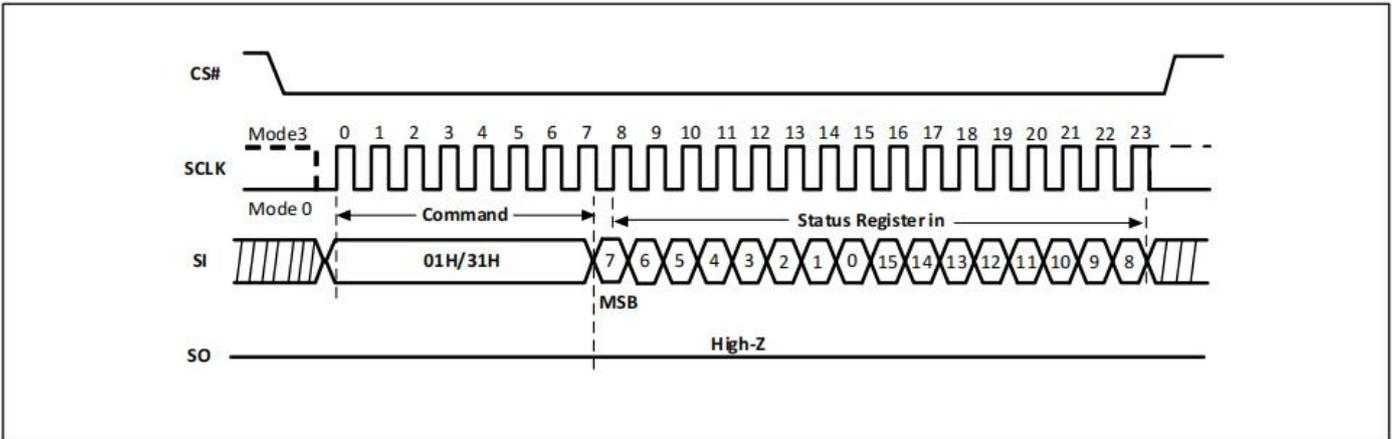 CS#
Mode3 0 1 2 3 4 5 6 7 8 9 10 11 12 13 14 15 16 17 18 19 20 21 22 23
SCLK
Mode 0 Command Status Register in
SI 01H/31H 7 6 5 4 3 2 1 0 15 14 13 12 11 10 9 8
MSB
SO High-Z